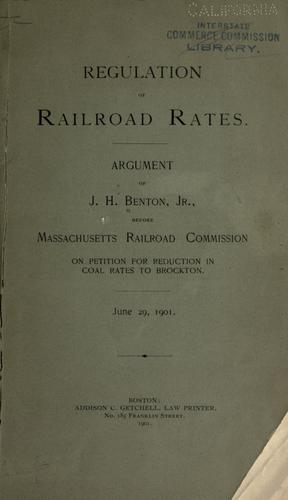 CALIFORNIA
INTERSTATE
COMMERCE COMMISSION
LIBRARY.
REGULATION
OF
RAILROAD RATES.
ARGUMENT
OF
J. H. BENTON, JR.,
BEFORE
MASSACHUSETTS RAILROAD COMMISSION
ON PETITION FOR REDUCTION IN
COAL RATES TO BROCKTON.
June 29, 1901.
BOSTON:
ADDISON C. GETCHELL, LAW PRINTER,
No. 185 FRANKLIN STREET.
1901.